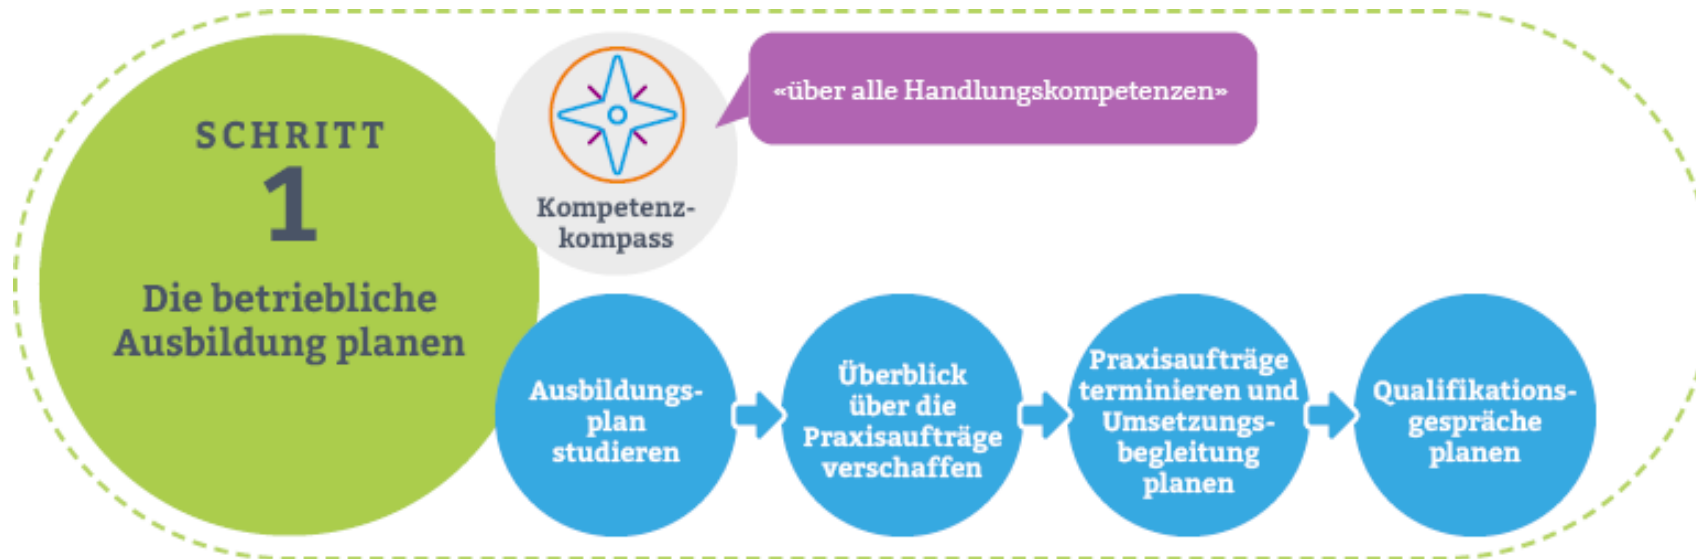 SCHRITT
1
Die betriebliche
Ausbildung planen
Kompetenz-
kompass
«über alle Handlungskompetenzen»
Ausbildungs-
plan
studieren
Überblick
über die
Praxisaufträge
verschaffen
Praxisaufträge
terminieren und
Umsetzungs-
begleitung
planen
Qualifikations-
gespräche
planen